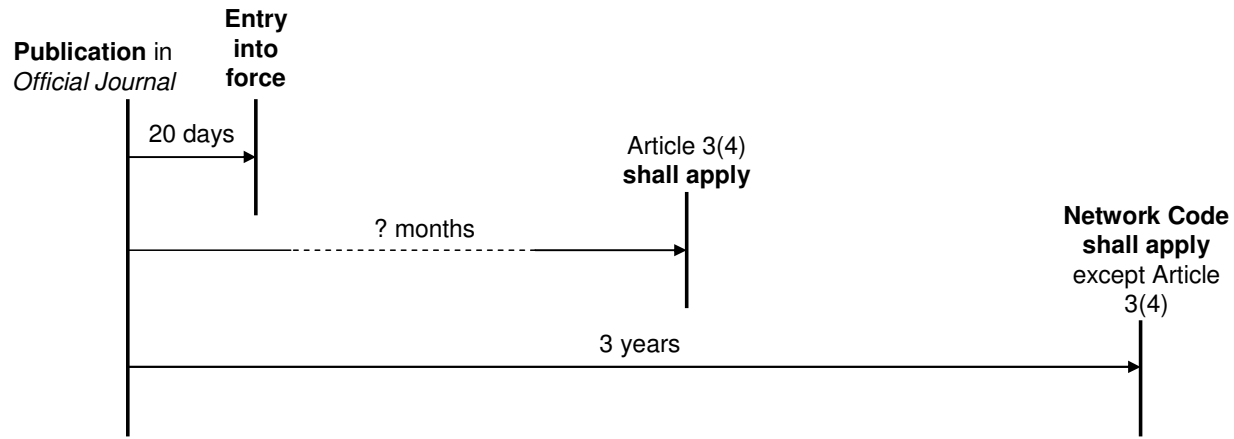 Publication in
Official Journal
Entry
into
force
20 days
Article 3(4)
shall apply
? months
Network Code
shall apply
except Article
3(4)
3 years